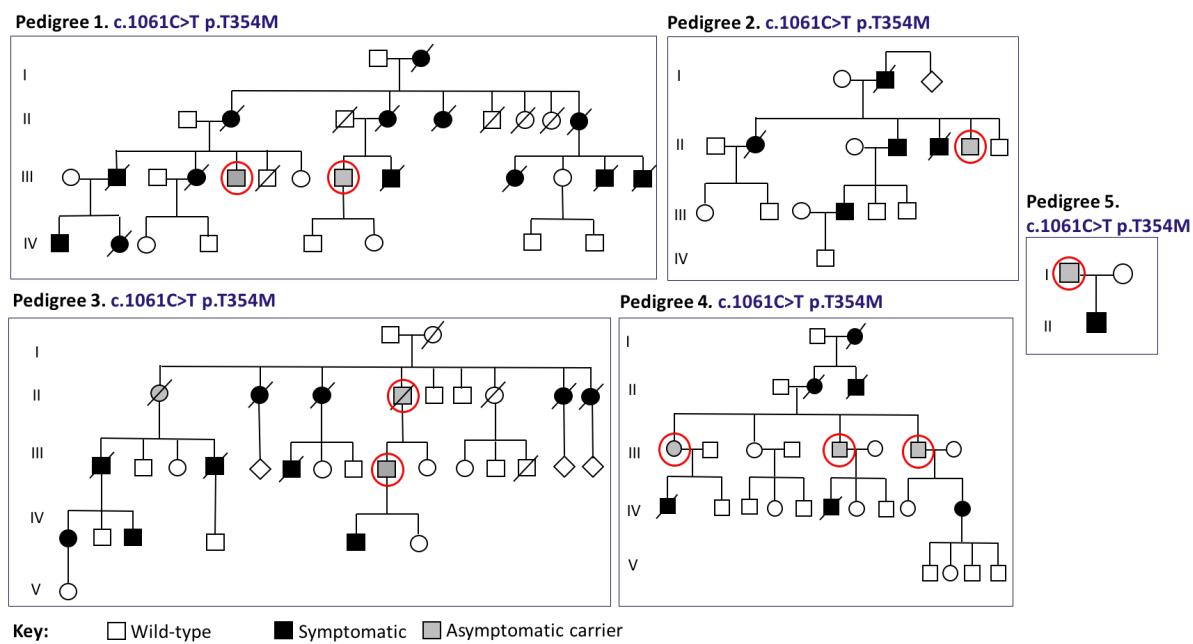 Pedigree 1. c.1061C>T p.T354M
I
II
III
IV
Pedigree 2. c.1061C>T p.T354M
I
II
III
IV
Pedigree 5.
c.1061C>T p.T354M
I
II
Pedigree 3. c.1061C>T p.T354M
I
II
III
IV
V
Pedigree 4. c.1061C>T p.T354M
I
II
III
IV
V
Key: Wild-type Symptomatic Asymptomatic carrier